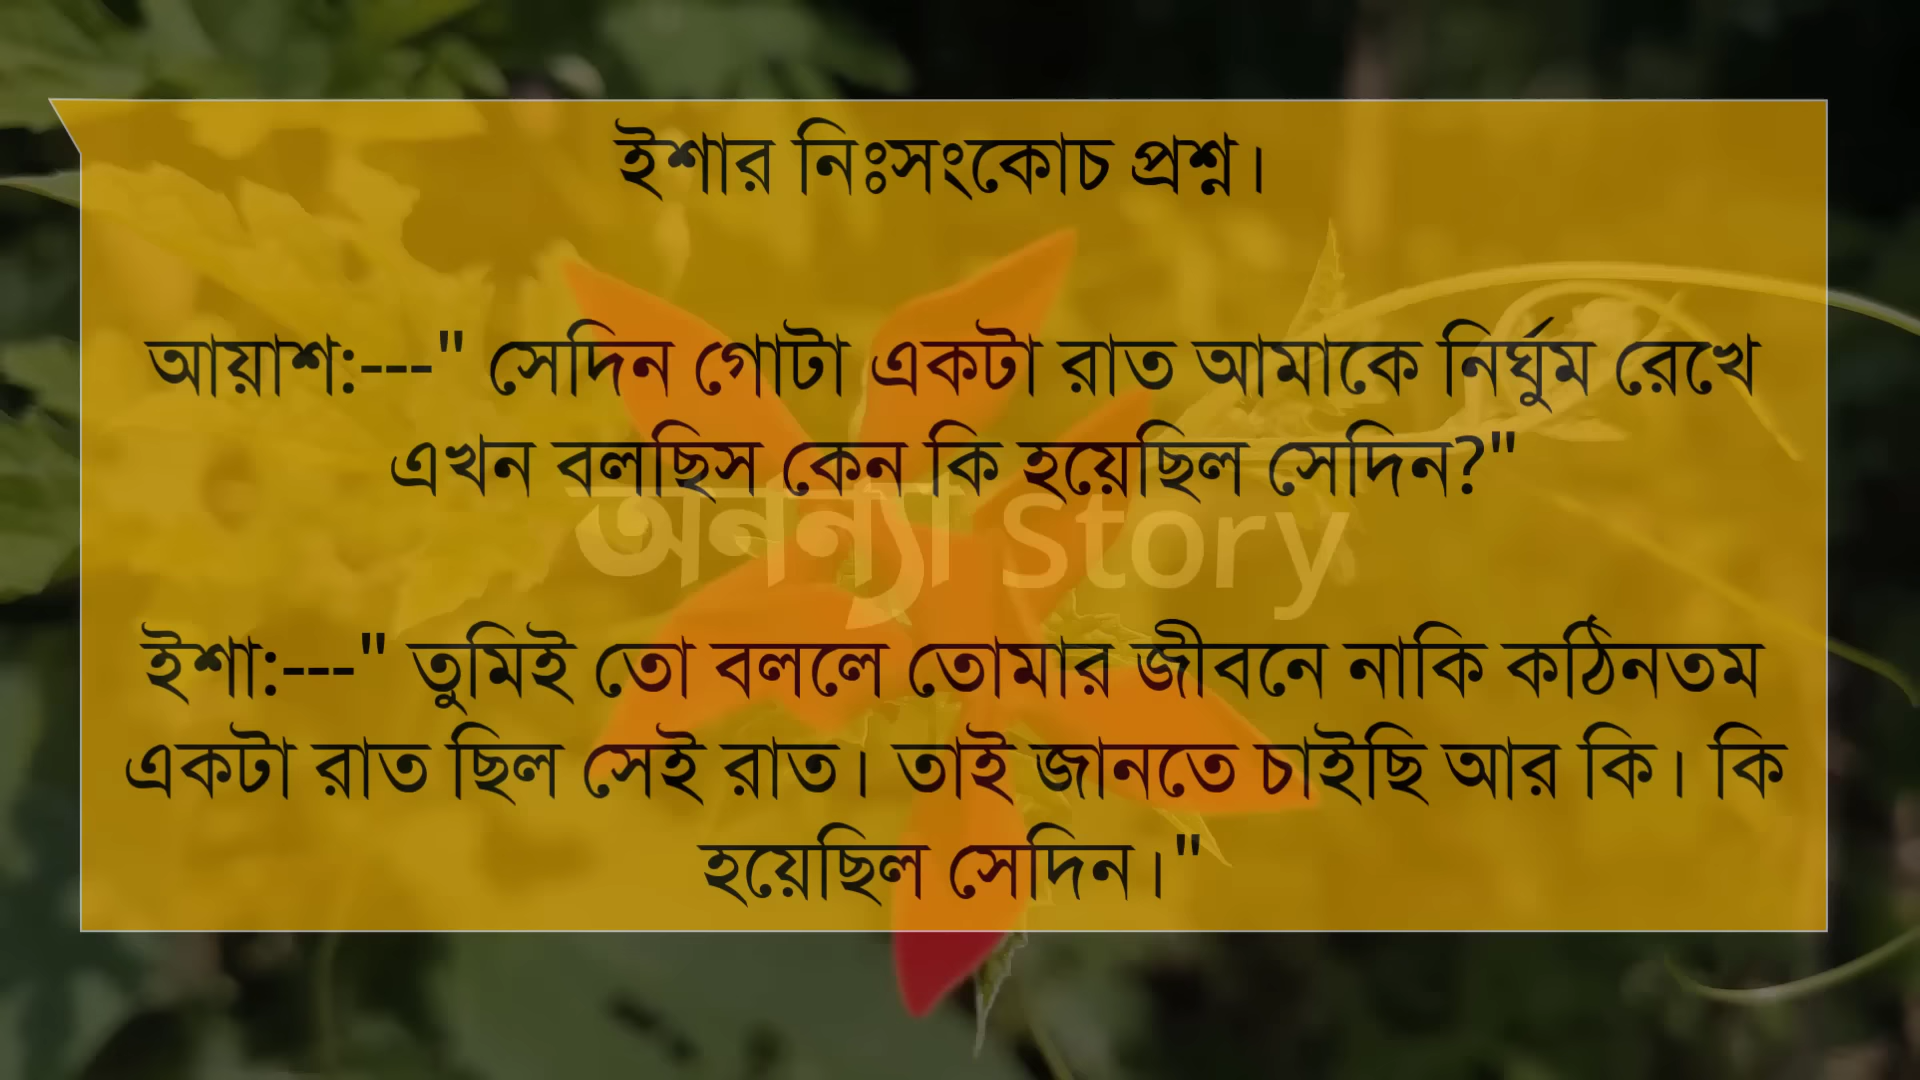 ইশার নিঃসংকোচ প্রশ্ন।
আয়াশ:---" সেদিন গোটা একটা রাত আমাকে নির্ঘুম রেখে
এখন বলছিস কেন কি হয়েছিল সেদিন?"
অনন্যা Story
ইশা:---" তুমিই তো বললে তোমার জীবনে নাকি কঠিনতম
একটা রাত ছিল সেই রাত। তাই জানতে চাইছি আর কি। কি
হয়েছিল সেদিন।"